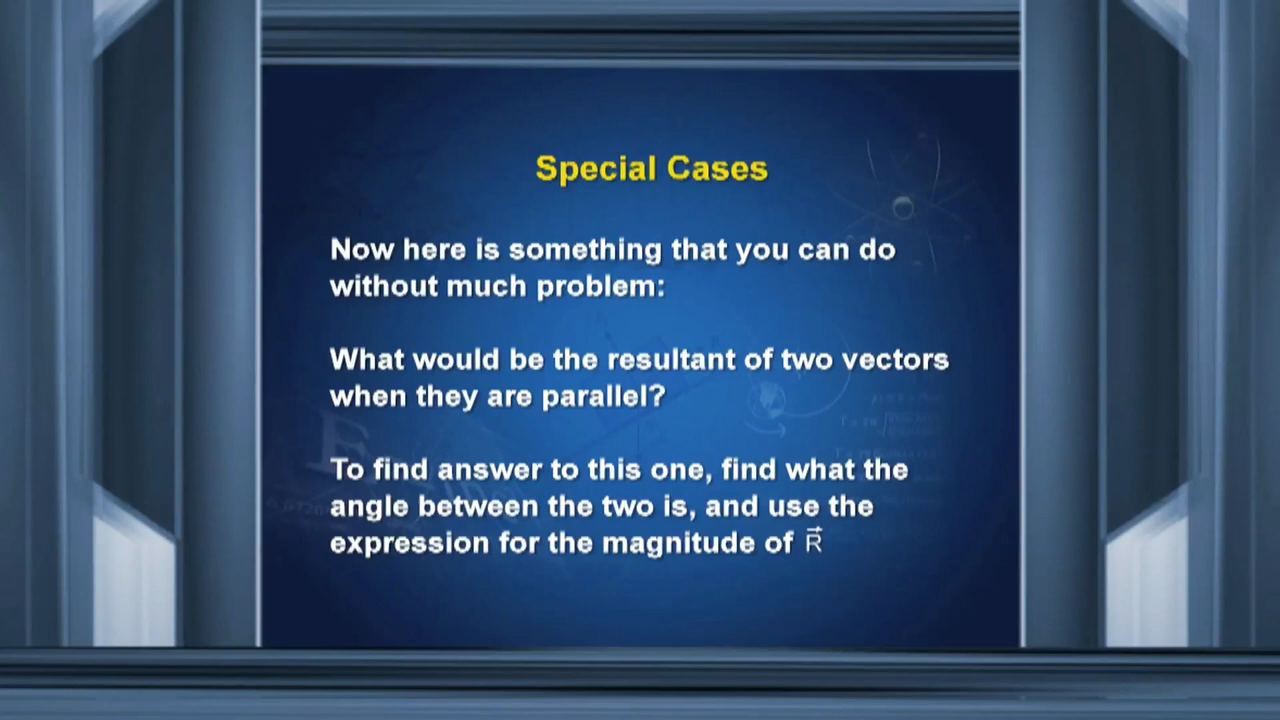 Special Cases
Now here is something that you can do
without much problem:
What would be the resultant of two vectors
when they are parallel?
To find answer to this one, find what the
angle between the two is, and use the
expression for the magnitude of R⃗